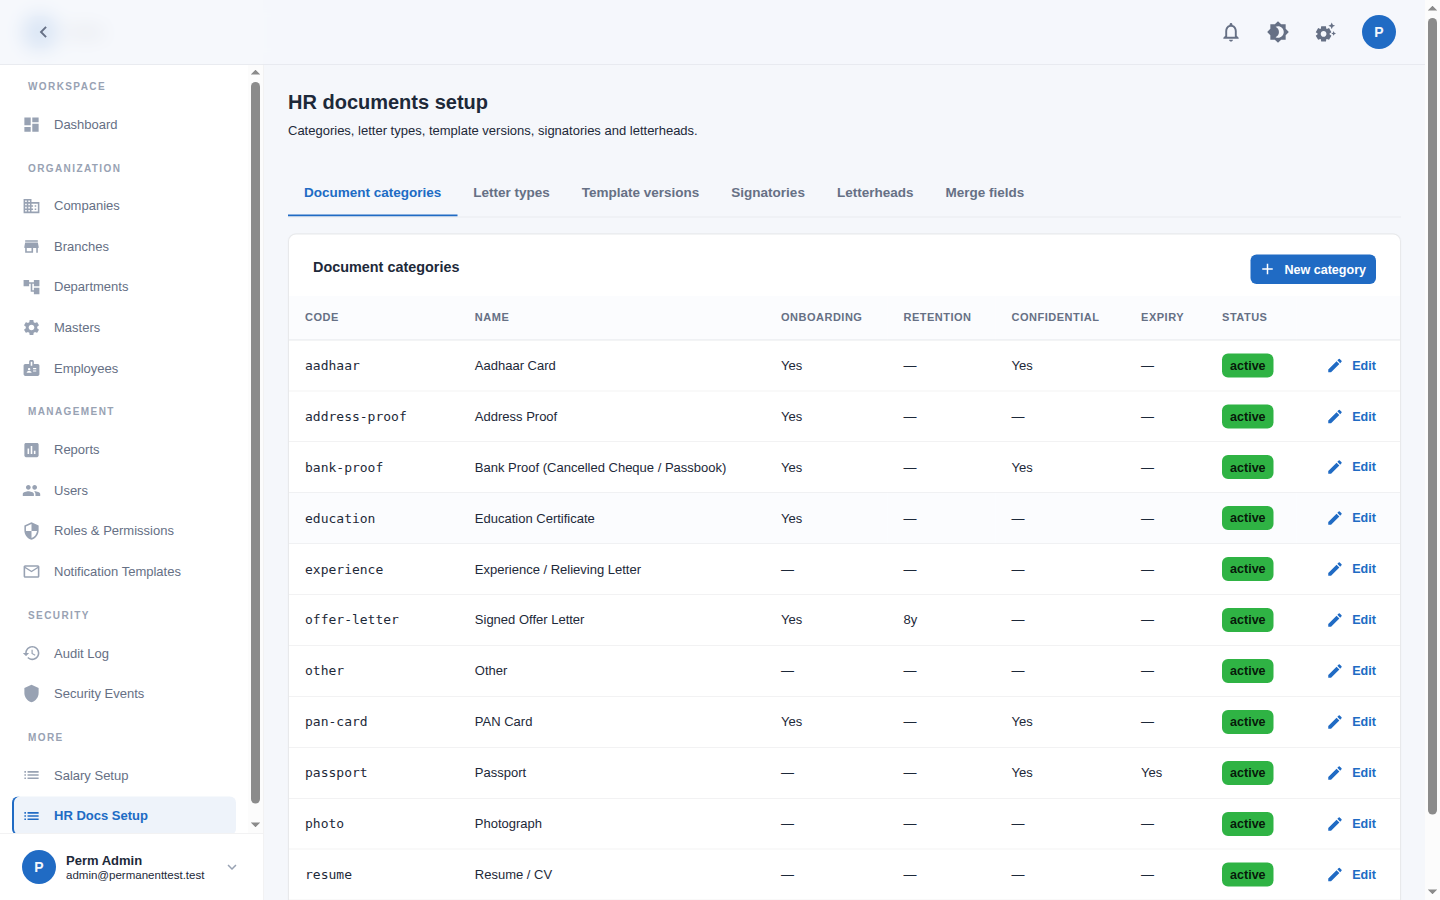 P
WORKSPACE
Dashboard
ORGANIZATION
Companies
Branches
Departments
Masters
Employees
MANAGEMENT
Reports
Users
Roles & Permissions
Notification Templates
SECURITY
Audit Log
Security Events
MORE
Salary Setup
HR Docs Setup
P
Perm Admin
admin@permanenttest.test
HR documents setup
Categories, letter types, template versions, signatories and letterheads.
Document categories Letter types Template versions Signatories Letterheads Merge fields
Document categories
New category
CODE NAME ONBOARDING RETENTION CONFIDENTIAL EXPIRY STATUS
aadhaar Aadhaar Card Yes — Yes — active Edit
address-proof Address Proof Yes — — — active Edit
bank-proof Bank Proof (Cancelled Cheque / Passbook) Yes — Yes — active Edit
education Education Certificate Yes — — — active Edit
experience Experience / Relieving Letter — — — — active Edit
offer-letter Signed Offer Letter Yes 8y — — active Edit
other Other — — — — active Edit
pan-card PAN Card Yes — Yes — active Edit
passport Passport — — Yes Yes active Edit
photo Photograph — — — — active Edit
resume Resume / CV — — — — active Edit